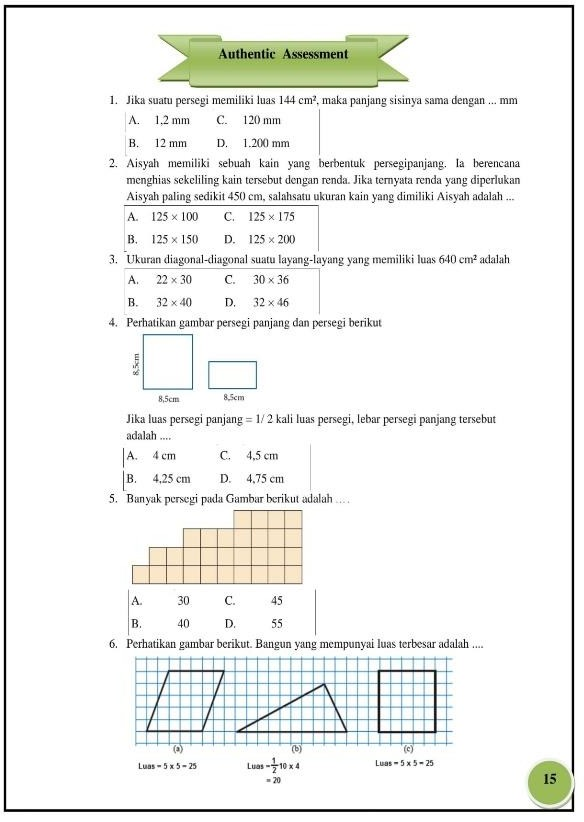 Authentic Assessment
1. Jika suatu persegi memiliki luas 144 cm², maka panjang sisinya sama dengan ... mm
A. 1,2 mm C. 120 mm
B. 12 mm D. 1.200 mm
2. Aisyah memiliki sebuah kain yang berbentuk persegipanjang. Ia berencana
menghias sekeliling kain tersebut dengan renda. Jika ternyata renda yang diperlukan
Aisyah paling sedikit 450 cm, salahsatu ukuran kain yang dimiliki Aisyah adalah ...
A. 125 × 100 C. 125 × 175
B. 125 × 150 D. 125 × 200
3. Ukuran diagonal-diagonal suatu layang-layang yang memiliki luas 640 cm² adalah
A. 22 × 30 C. 30 × 36
B. 32 × 40 D. 32 × 46
4. Perhatikan gambar persegi panjang dan persegi berikut
8,5cm
8,5cm 8,5cm
Jika luas persegi panjang = 1/ 2 kali luas persegi, lebar persegi panjang tersebut
adalah ....
A. 4 cm C. 4,5 cm
B. 4,25 cm D. 4,75 cm
5. Banyak persegi pada Gambar berikut adalah ....
A. 30 C. 45
B. 40 D. 55
6. Perhatikan gambar berikut. Bangun yang mempunyai luas terbesar adalah ....
(a) (b) (c)
Luas = 5 x 5 = 25 Luas = 1/2 10 x 4 Luas = 5 x 5 = 25
= 20
15